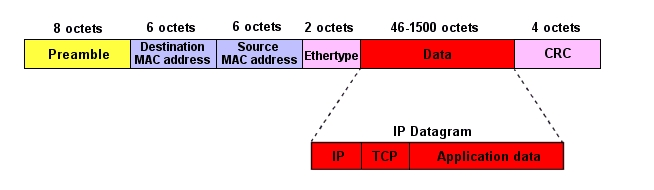 8 octets 6 octets 6 octets 2 octets 46-1500 octets 4 octets
Preamble Destination MAC address Source MAC address Ethertype Data CRC
IP Datagram
IP TCP Application data